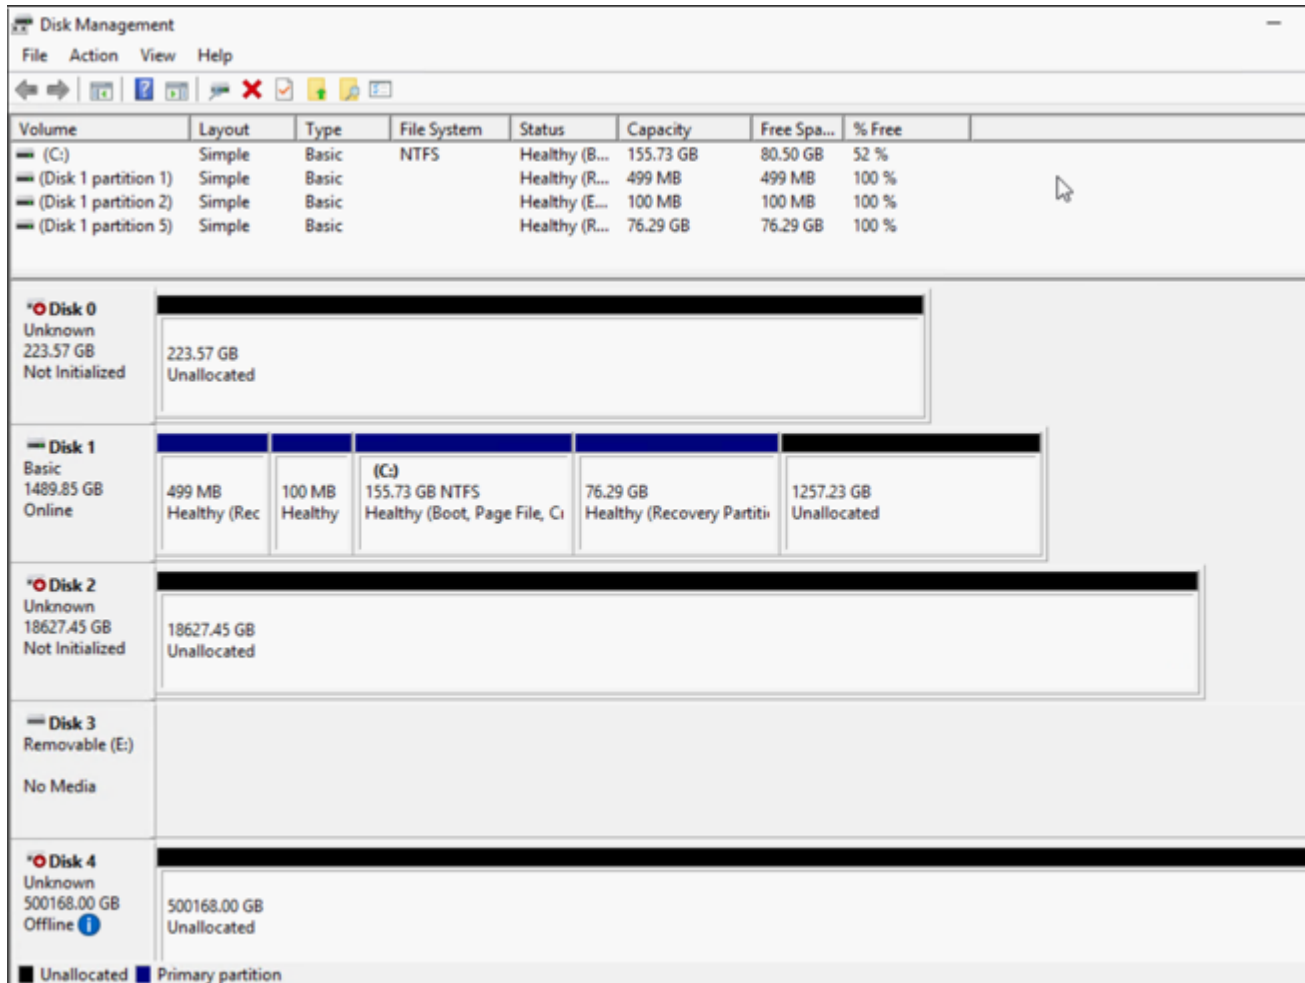 Disk Management
File Action View Help
Volume Layout Type File System Status Capacity Free Spa... % Free
(C:) Simple Basic NTFS Healthy (B... 155.73 GB 80.50 GB 52 %
(Disk 1 partition 1) Simple Basic Healthy (R... 499 MB 499 MB 100 %
(Disk 1 partition 2) Simple Basic Healthy (E... 100 MB 100 MB 100 %
(Disk 1 partition 5) Simple Basic Healthy (R... 76.29 GB 76.29 GB 100 %
Disk 0
Unknown
223.57 GB
Not Initialized
223.57 GB
Unallocated
Disk 1
Basic
1489.85 GB
Online
499 MB
Healthy (Rec
100 MB
Healthy
(C:)
155.73 GB NTFS
Healthy (Boot, Page File, Cr
76.29 GB
Healthy (Recovery Partitio
1257.23 GB
Unallocated
Disk 2
Unknown
18627.45 GB
Not Initialized
18627.45 GB
Unallocated
Disk 3
Removable (E:)
No Media
Disk 4
Unknown
500168.00 GB
Offline
500168.00 GB
Unallocated
Unallocated Primary partition